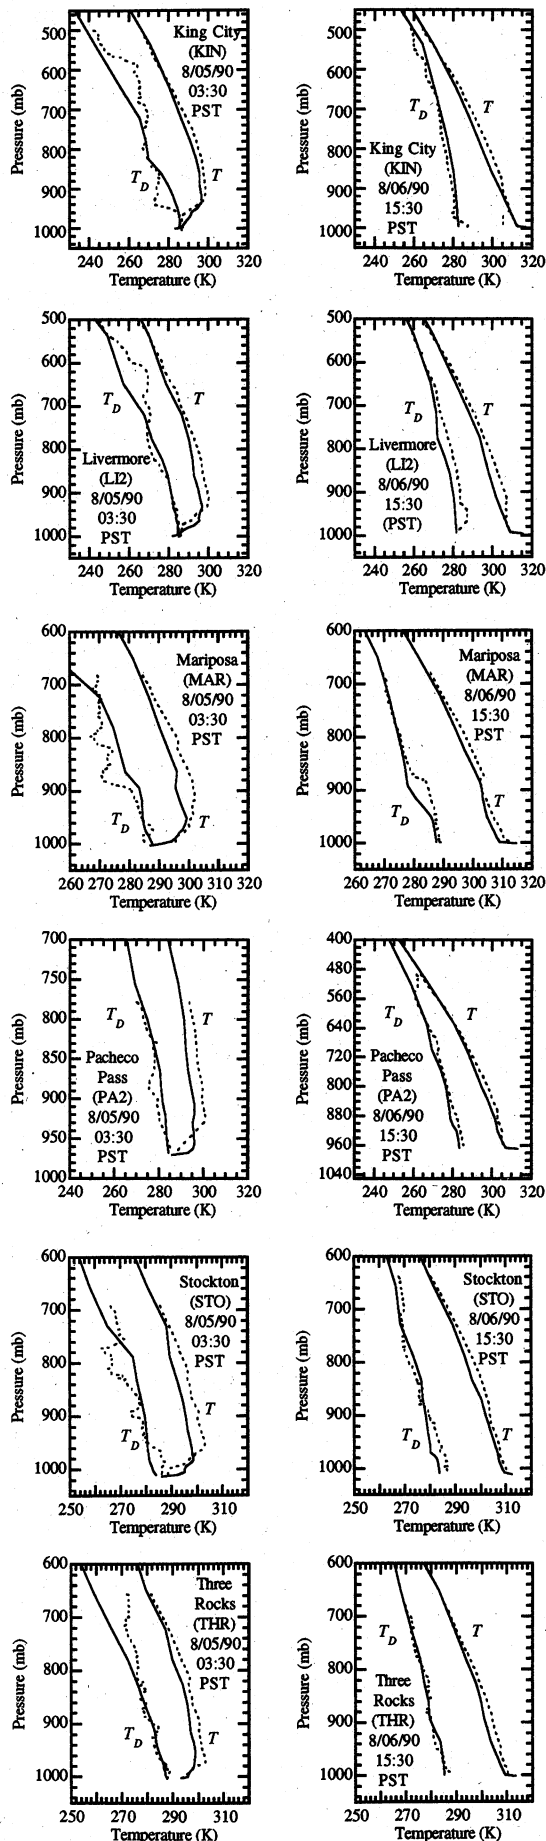 500
600
700
800
900
1000
Pressure (mb)
King City
(KIN)
8/05/90
03:30
PST
T_D
T
240 260 280 300 320
Temperature (K)
500
600
700
800
900
1000
Pressure (mb)
T_D
T
King City
(KIN)
8/06/90
15:30
PST
240 260 280 300 320
Temperature (K)
500
600
700
800
900
1000
Pressure (mb)
T_D
T
Livermore
(LI2)
8/05/90
03:30
PST
240 260 280 300 320
Temperature (K)
500
600
700
800
900
1000
Pressure (mb)
T_D
T
Livermore
(LI2)
8/06/90
15:30
(PST)
240 260 280 300 320
Temperature (K)
600
700
800
900
1000
Pressure (mb)
Mariposa
(MAR)
8/05/90
03:30
PST
T_D
T
260 270 280 290 300 310 320
Temperature (K)
600
700
800
900
1000
Pressure (mb)
Mariposa
(MAR)
8/06/90
15:30
PST
T_D
T
260 270 280 290 300 310 320
Temperature (K)
700
750
800
850
900
950
1000
Pressure (mb)
T_D
T
Pacheco
Pass
(PA2)
8/05/90
03:30
PST
240 260 280 300 320
Temperature (K)
400
480
560
640
720
800
880
960
1040
Pressure (mb)
T_D
T
Pacheco
Pass
(PA2)
8/06/90
15:30
PST
240 260 280 300 320
Temperature (K)
600
700
800
900
1000
Pressure (mb)
Stockton
(STO)
8/05/90
03:30
PST
T_D
T
250 270 290 310
Temperature (K)
600
700
800
900
1000
Pressure (mb)
Stockton
(STO)
8/06/90
15:30
PST
T_D
T
250 270 290 310
Temperature (K)
600
700
800
900
1000
Pressure (mb)
Three
Rocks
(THR)
8/05/90
03:30
PST
T_D
T
250 270 290 310
Temperature (K)
600
700
800
900
1000
Pressure (mb)
T_D
T
Three
Rocks
(THR)
8/06/90
15:30
PST
250 270 290 310
Temperature (K)